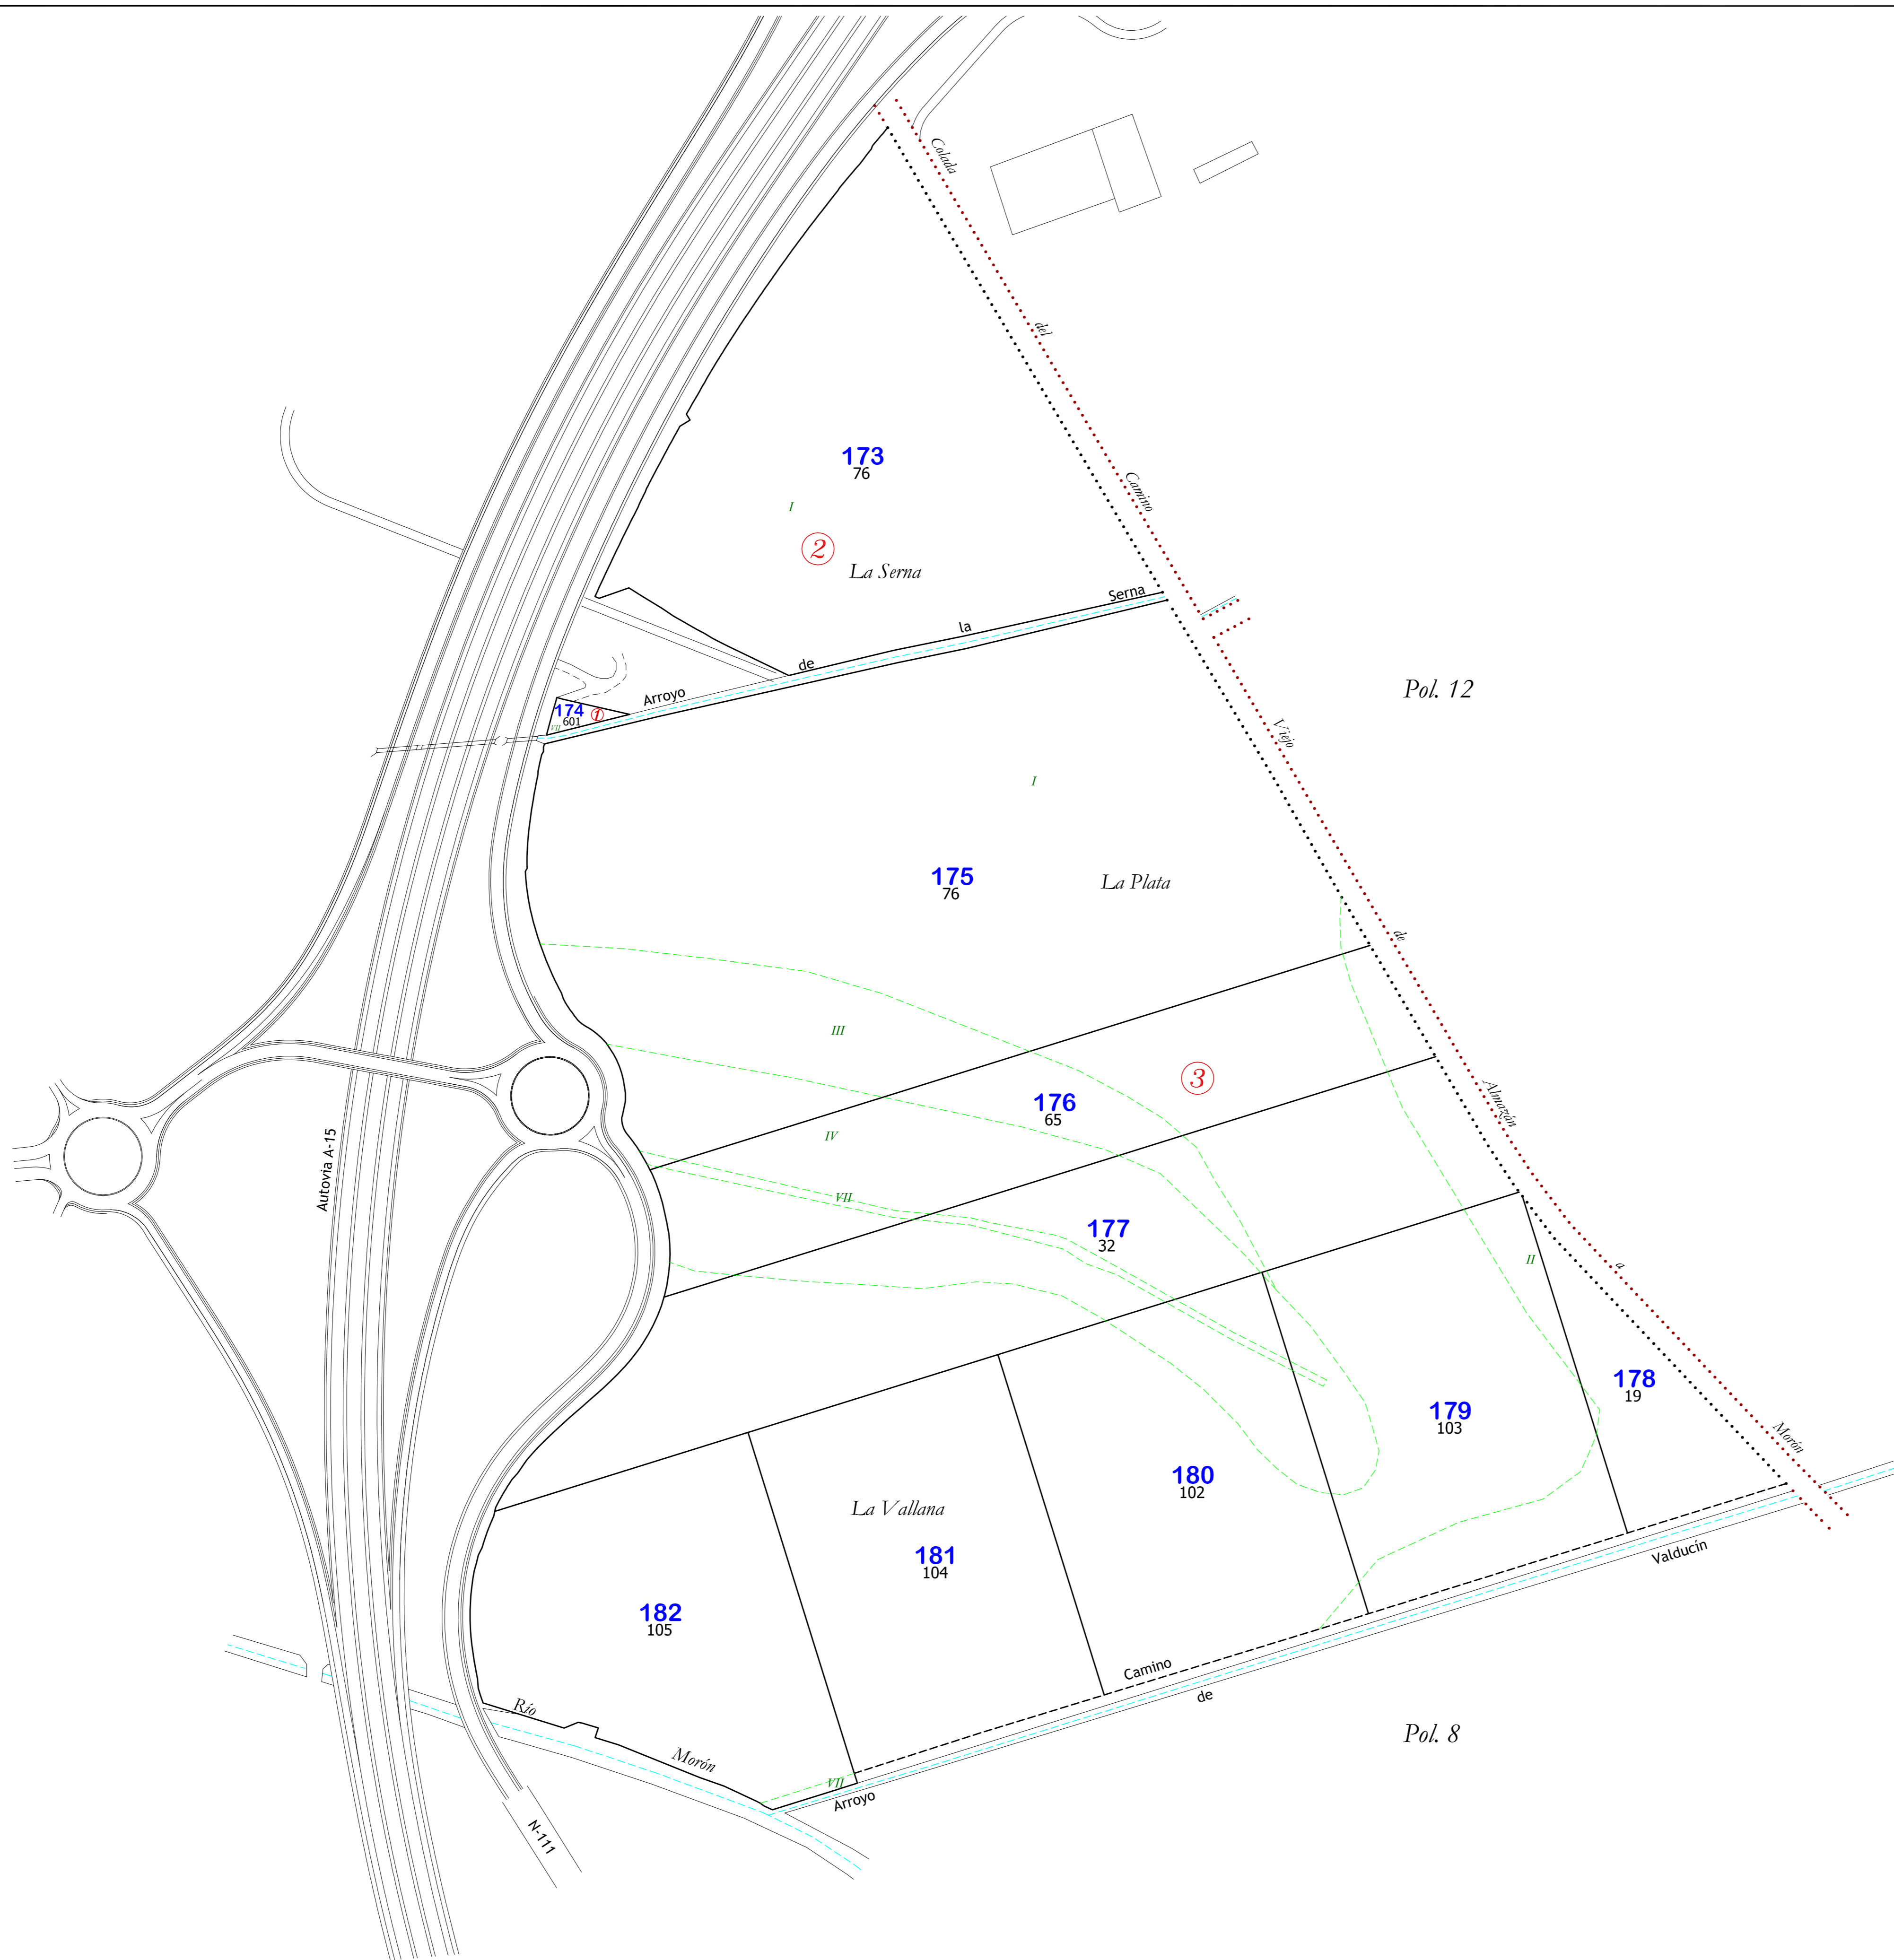 Colada
del
Camino
Viejo
de
Almazán
a
Morón
173
76
I
2
La Serna
Arroyo
de
la
Serna
174
601
1
VII
Pol. 12
I
175
76
La Plata
III
3
176
65
IV
VII
177
32
II
178
19
179
103
180
102
La Vallana
181
104
182
105
Autovia A-15
Río
Morón
VII
Camino
Arroyo
de
Valducín
Pol. 8
N-111